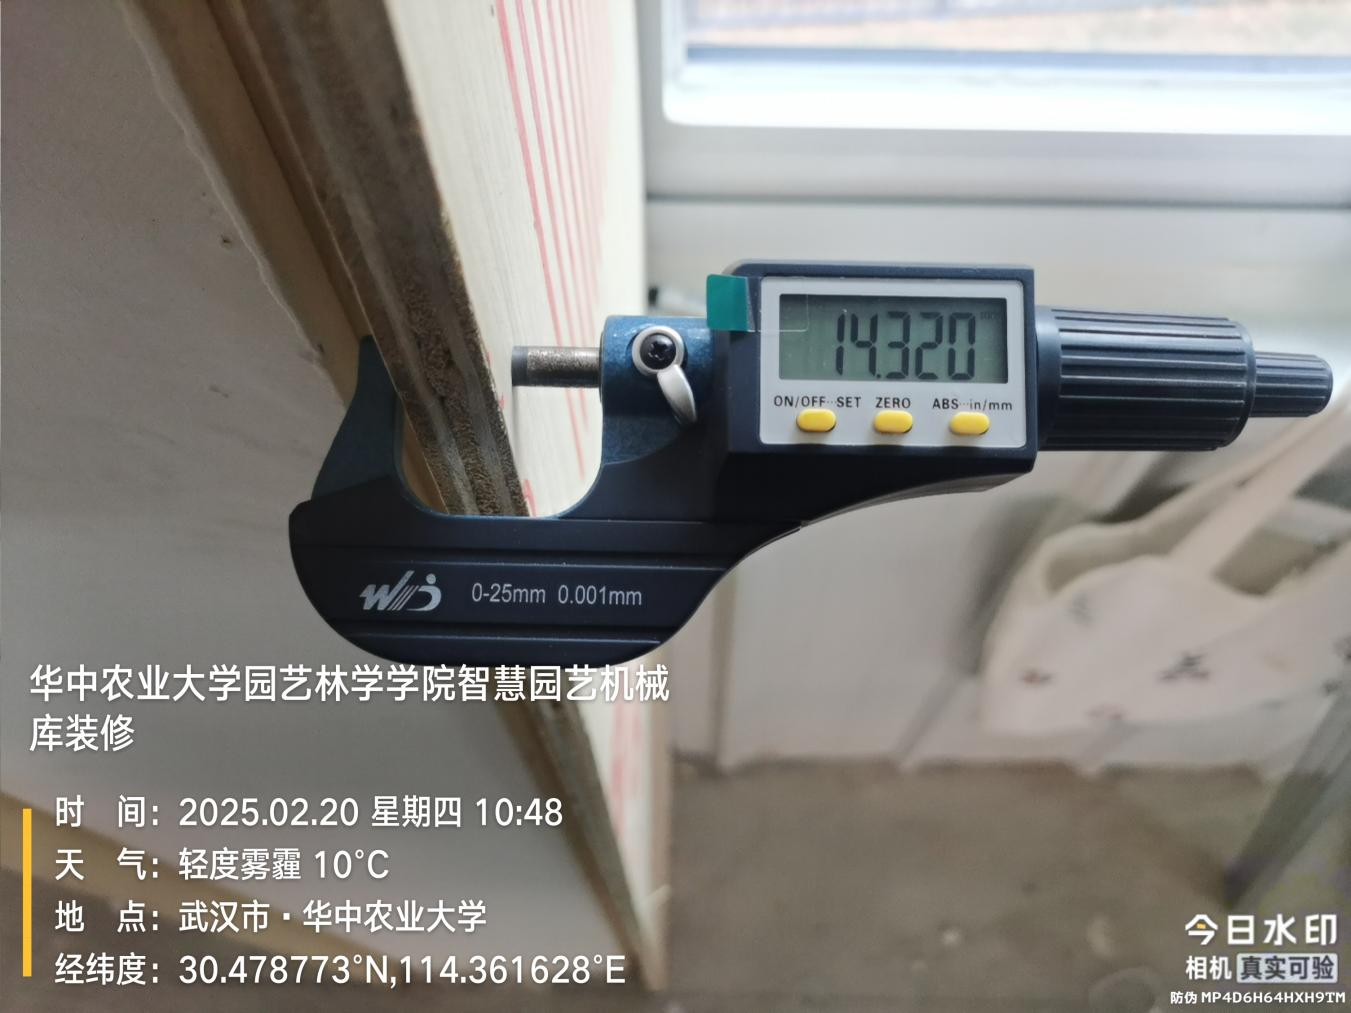 14.320
ON/OFF···SET ZERO ABS···in/mm
0-25mm 0.001mm
华中农业大学园艺林学学院智慧园艺机械
库装修
时 间：2025.02.20 星期四 10:48
天 气：轻度雾霾 10°C
地 点：武汉市·华中农业大学
经纬度：30.478773°N,114.361628°E
今日水印
相机 真实可验
防伪 MP4D6H64HXH9TM